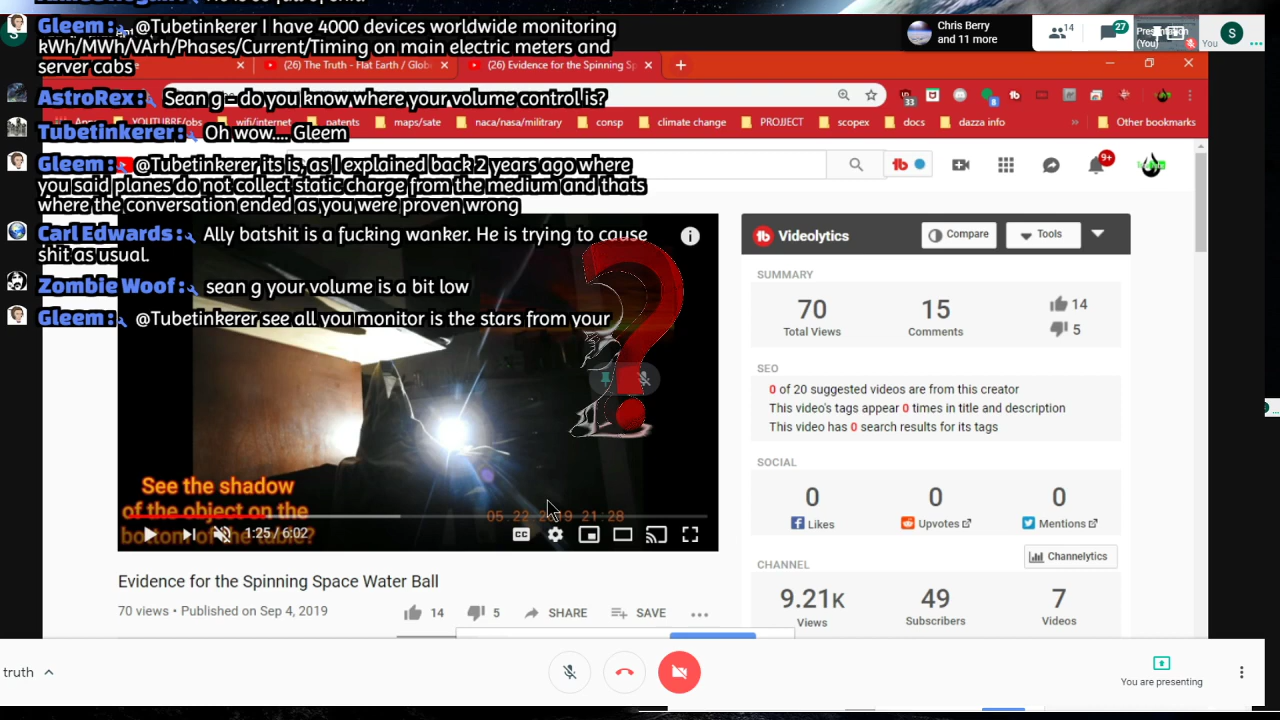 Gleem: @Tubetinkerer I have 4000 devices worldwide monitoring
kWh/MWh/VArh/Phases/Current/Timing on main electric meters and
server cabs
AstroRex: Sean g - do you know where your volume control is?
Tubetinkerer: Oh wow.... Gleem
Gleem: @Tubetinkerer its is, as I explained back 2 years ago where
you said planes do not collect static charge from the medium and thats
where the conversation ended as you were proven wrong
Carl Edwards: Ally batshit is a fucking wanker. He is trying to cause
shit as usual.
Zombie Woof: sean g your volume is a bit low
Gleem: @Tubetinkerer see all you monitor is the stars from your
Chris Berry
and 11 more
14
27
Presentation
(You)
You
S
(26) The Truth - Flat Earth / Glob
(26) Evidence for the Spinning Sp
33
8
wifi/internet
patents
maps/sate
naca/nasa/military
consp
climate change
PROJJECT
scopex
docs
dazza info
Other bookmarks
9+
Videolytics
Compare
Tools
SUMMARY
70
Total Views
15
Comments
14
5
SEO
0 of 20 suggested videos are from this creator
This video's tags appear 0 times in title and description
This video has 0 search results for its tags
SOCIAL
0
Likes
0
Upvotes
0
Mentions
Channelytics
CHANNEL
9.21K
Views
49
Subscribers
7
Videos
?
See the shadow
of the object on the
bottom of the table?
05.22.2019 21:28
1:25 / 6:02
CC
Evidence for the Spinning Space Water Ball
70 views • Published on Sep 4, 2019
14
5
SHARE
SAVE
truth
You are presenting